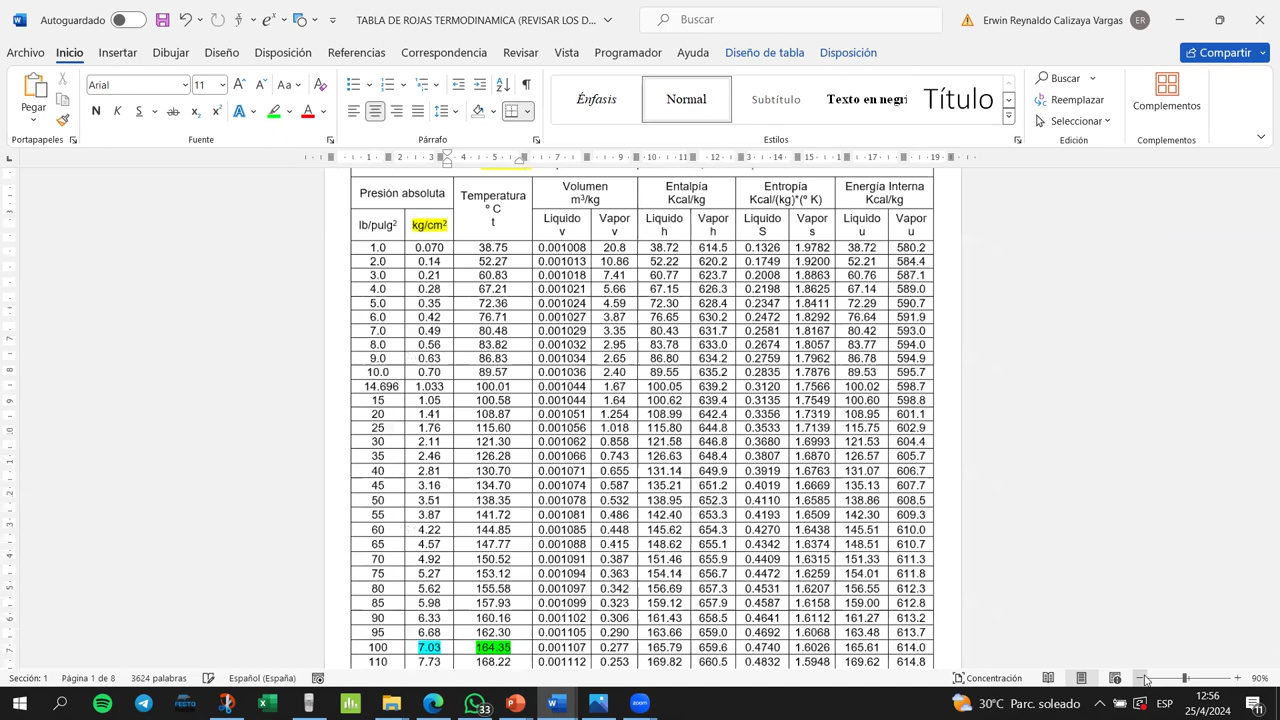 Autoguardado
TABLA DE ROJAS TERMODINAMICA (REVISAR LOS D...
Buscar
Erwin Reynaldo Calizaya Vargas
ER
Archivo Inicio Insertar Dibujar Diseño Disposición Referencias Correspondencia Revisar Vista Programador Ayuda Diseño de tabla Disposición
Compartir
Pegar
Arial 11
N K S
Énfasis Normal Subtítulo Texto en negri Título
Buscar
Reemplazar
Seleccionar
Complementos
Portapapeles Fuente Párrafo Estilos Edición Complementos
Presión absoluta Temperatura º C t Volumen m³/kg Entalpía Kcal/kg Entropía Kcal/(kg)*(º K) Energía Interna Kcal/kg
lb/pulg² kg/cm² Liquido v Vapor v Liquido h Vapor h Liquido S Vapor s Liquido u Vapor u
1.0 0.070 38.75 0.001008 20.8 38.72 614.5 0.1326 1.9782 38.72 580.2
2.0 0.14 52.27 0.001013 10.86 52.22 620.2 0.1749 1.9200 52.21 584.4
3.0 0.21 60.83 0.001018 7.41 60.77 623.7 0.2008 1.8863 60.76 587.1
4.0 0.28 67.21 0.001021 5.66 67.15 626.3 0.2198 1.8625 67.14 589.0
5.0 0.35 72.36 0.001024 4.59 72.30 628.4 0.2347 1.8411 72.29 590.7
6.0 0.42 76.71 0.001027 3.87 76.65 630.2 0.2472 1.8292 76.64 591.9
7.0 0.49 80.48 0.001029 3.35 80.43 631.7 0.2581 1.8167 80.42 593.0
8.0 0.56 83.82 0.001032 2.95 83.78 633.0 0.2674 1.8057 83.77 594.0
9.0 0.63 86.83 0.001034 2.65 86.80 634.2 0.2759 1.7962 86.78 594.9
10.0 0.70 89.57 0.001036 2.40 89.55 635.2 0.2835 1.7876 89.53 595.7
14.696 1.033 100.01 0.001044 1.67 100.05 639.2 0.3120 1.7566 100.02 598.7
15 1.05 100.58 0.001044 1.64 100.62 639.4 0.3135 1.7549 100.60 598.8
20 1.41 108.87 0.001051 1.254 108.99 642.4 0.3356 1.7319 108.95 601.1
25 1.76 115.60 0.001056 1.018 115.80 644.8 0.3533 1.7139 115.75 602.9
30 2.11 121.30 0.001062 0.858 121.58 646.8 0.3680 1.6993 121.53 604.4
35 2.46 126.28 0.001066 0.743 126.63 648.4 0.3807 1.6870 126.57 605.7
40 2.81 130.70 0.001071 0.655 131.14 649.9 0.3919 1.6763 131.07 606.7
45 3.16 134.70 0.001074 0.587 135.21 651.2 0.4019 1.6669 135.13 607.7
50 3.51 138.35 0.001078 0.532 138.95 652.3 0.4110 1.6585 138.86 608.5
55 3.87 141.72 0.001081 0.486 142.40 653.3 0.4193 1.6509 142.30 609.3
60 4.22 144.85 0.001085 0.448 145.62 654.3 0.4270 1.6438 145.51 610.0
65 4.57 147.77 0.001088 0.415 148.62 655.1 0.4342 1.6374 148.51 610.7
70 4.92 150.52 0.001091 0.387 151.46 655.9 0.4409 1.6315 151.33 611.3
75 5.27 153.12 0.001094 0.363 154.14 656.7 0.4472 1.6259 154.01 611.8
80 5.62 155.58 0.001097 0.342 156.69 657.3 0.4531 1.6207 156.55 612.3
85 5.98 157.93 0.001099 0.323 159.12 657.9 0.4587 1.6158 159.00 612.8
90 6.33 160.16 0.001102 0.306 161.43 658.5 0.4641 1.6112 161.27 613.2
95 6.68 162.30 0.001105 0.290 163.66 659.0 0.4692 1.6068 163.48 613.7
100 7.03 164.35 0.001107 0.277 165.79 659.6 0.4740 1.6026 165.61 614.0
110 7.73 168.22 0.001112 0.253 169.82 660.5 0.4832 1.5948 169.62 614.8
Sección: 1 Página 1 de 8 3624 palabras Español (España) Concentración 90%
33
30°C Parc. soleado ESP 12:56
25/4/2024
11